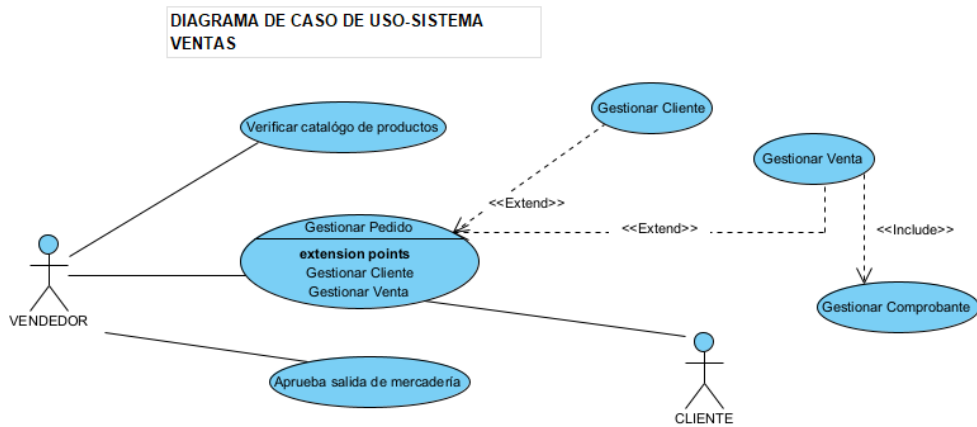 DIAGRAMA DE CASO DE USO-SISTEMA
VENTAS
Gestionar Cliente
Verificar catalógo de productos
Gestionar Venta
<<Extend>>
Gestionar Pedido
<<Extend>>
<<Include>>
extension points
Gestionar Cliente
Gestionar Venta
Gestionar Comprobante
VENDEDOR
Aprueba salida de mercadería
CLIENTE